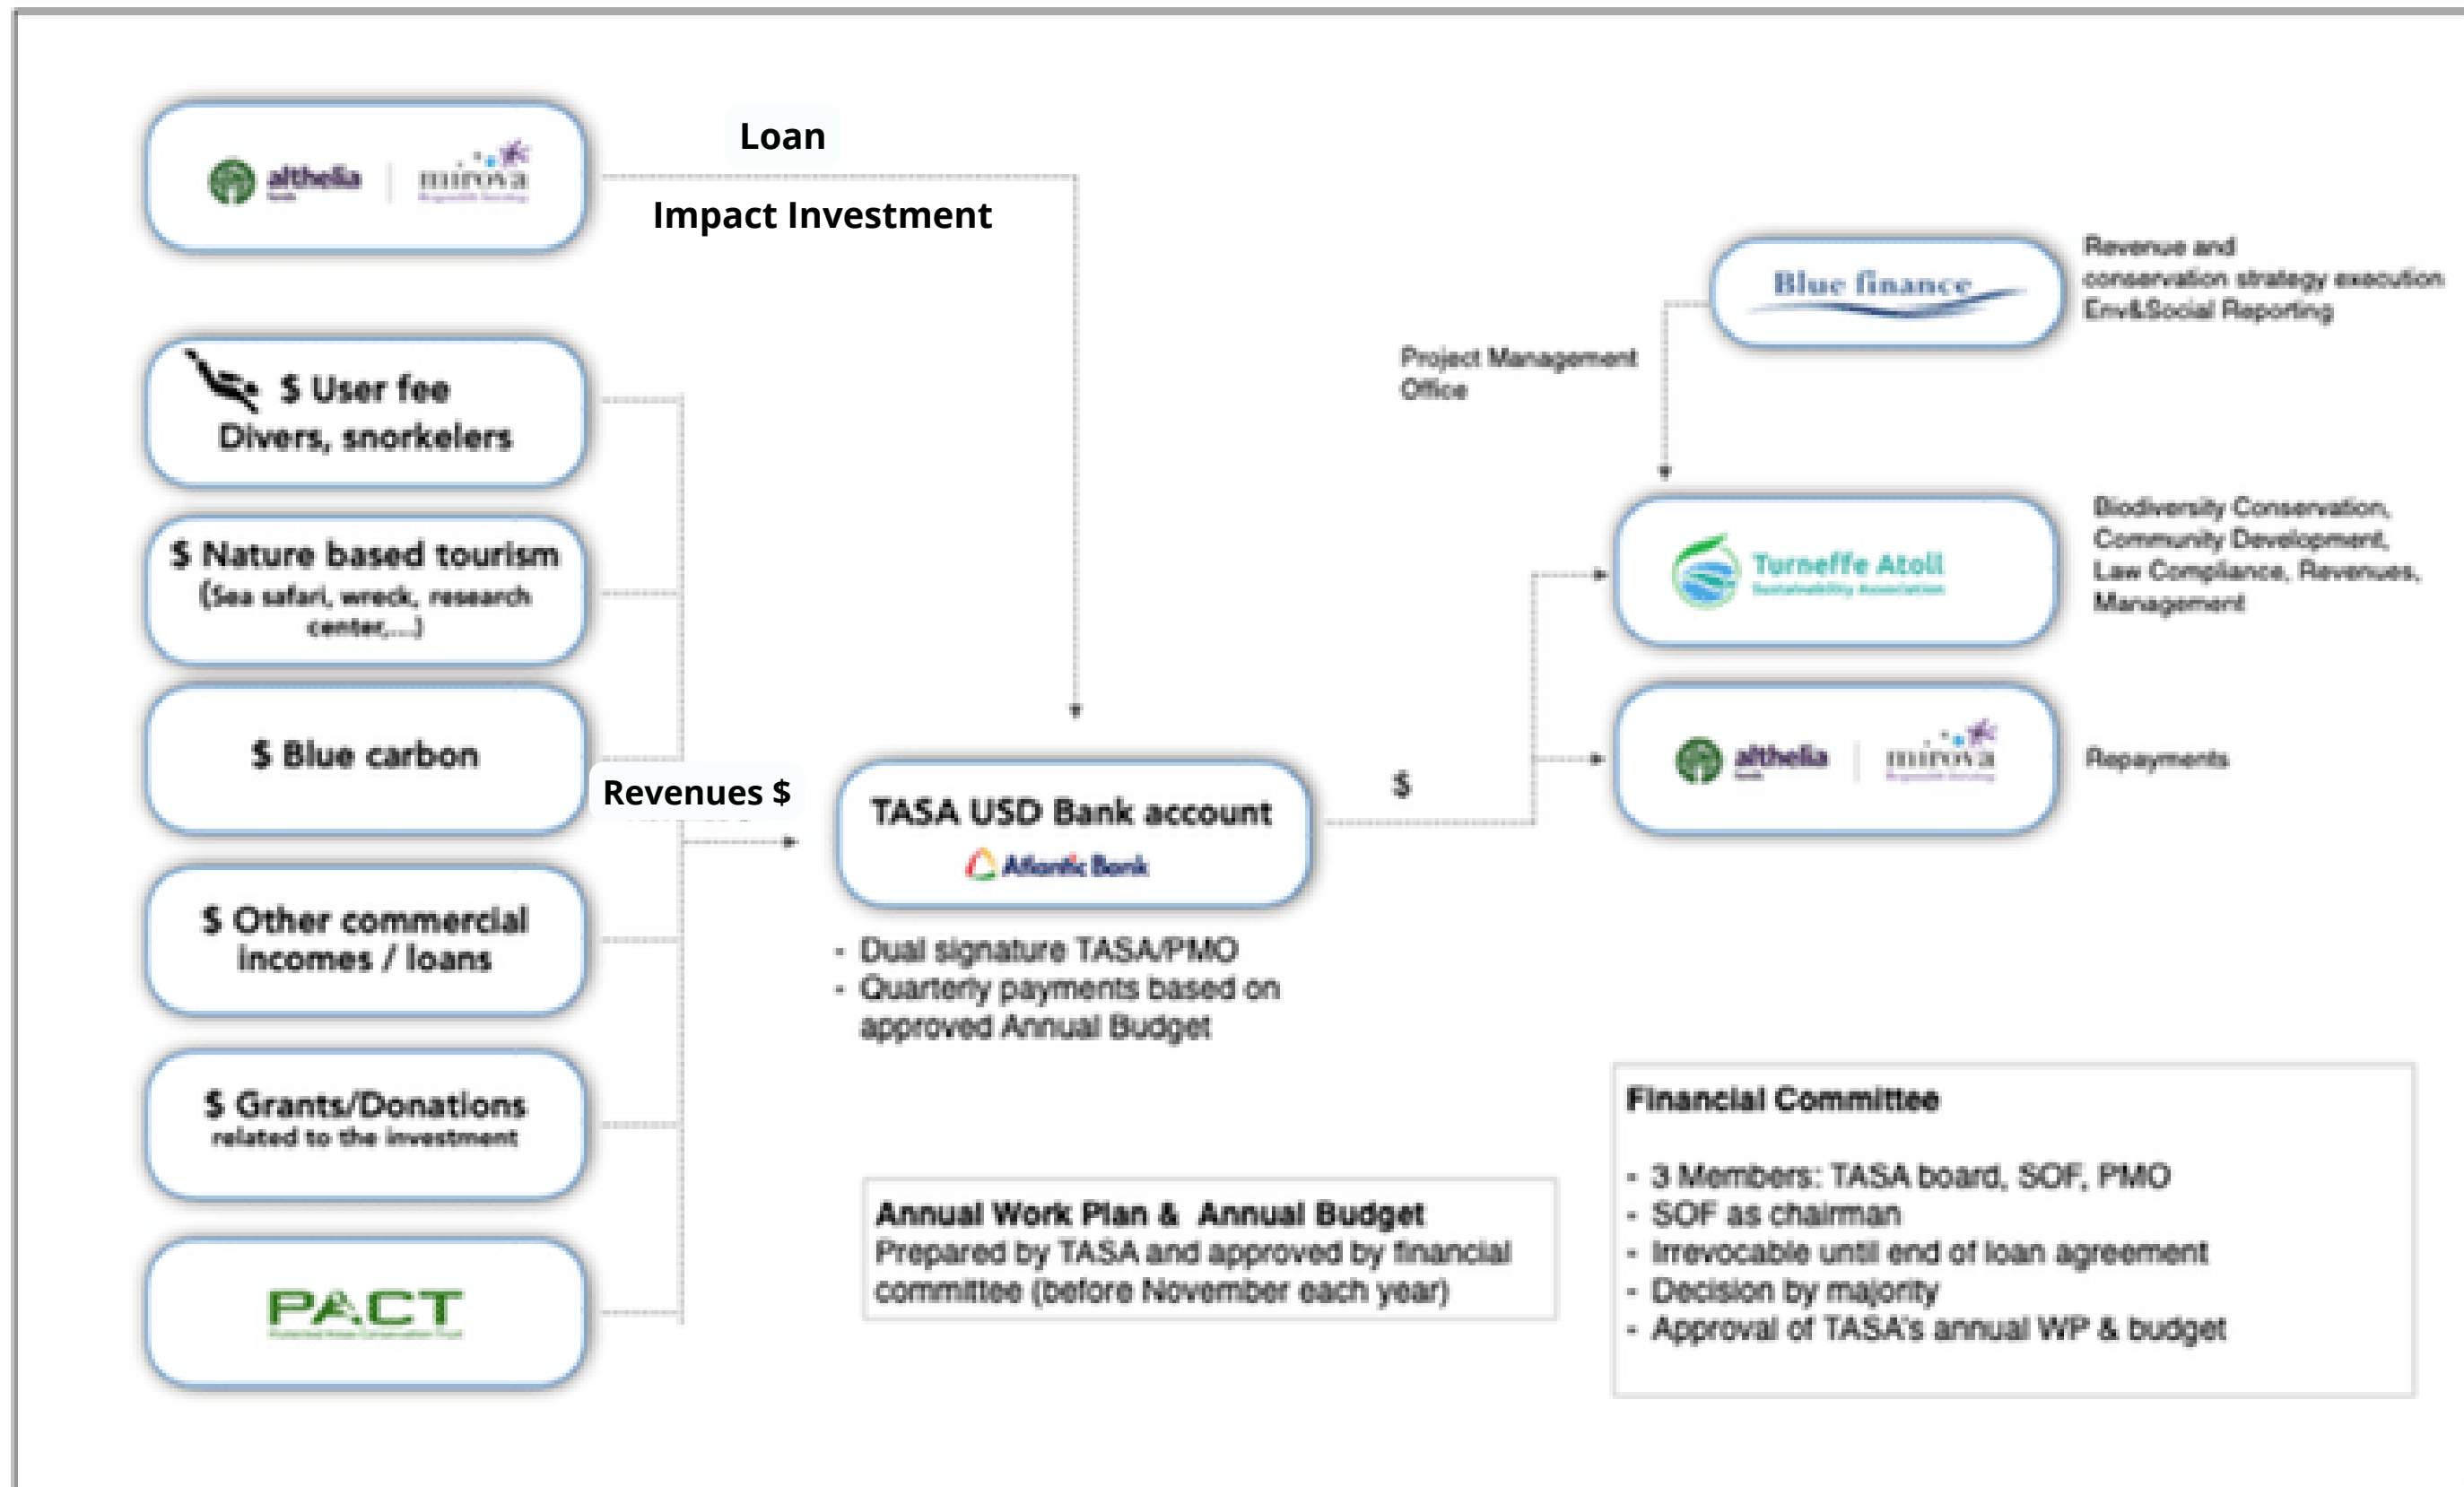 althelia
mirova
Loan
Impact Investment
Blue finance
Revenue and
conservation strategy execution
Env&Social Reporting
Project Management
Office
$ User fee
Divers, snorkelers
$ Nature based tourism
(Sea safari, wreck, research
center,...)
$ Blue carbon
Revenues $
$ Other commercial
incomes / loans
$ Grants/Donations
related to the investment
PACT
TASA USD Bank account
Atlantic Bank
- Dual signature TASA/PMO
- Quarterly payments based on
approved Annual Budget
$
Turneffe Atoll
Sustainability Association
Biodiversity Conservation,
Community Development,
Law Compliance, Revenues,
Management
althelia
mirova
Repayments
Annual Work Plan & Annual Budget
Prepared by TASA and approved by financial
committee (before November each year)
Financial Committee
- 3 Members: TASA board, SOF, PMO
- SOF as chairman
- Irrevocable until end of loan agreement
- Decision by majority
- Approval of TASA's annual WP & budget